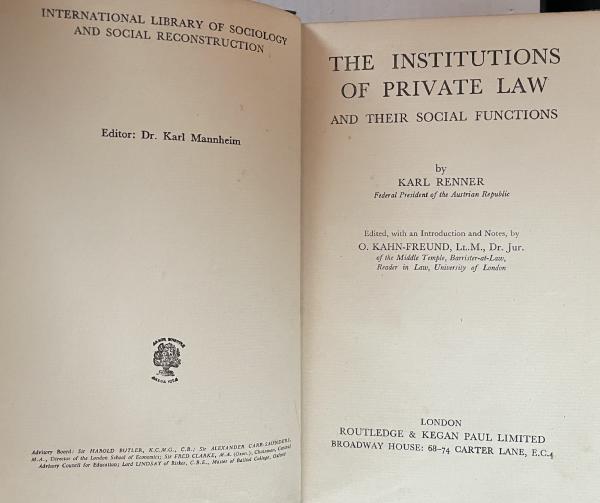 INTERNATIONAL LIBRARY OF SOCIOLOGY
AND SOCIAL RECONSTRUCTION
Editor: Dr. Karl Mannheim
Advisory Board: Sir HAROLD BUTLER, K.C.M.G., C.B.; Sir ALEXANDER CARR-SAUNDERS,
M.A., Director of the London School of Economics; Sir FRED CLARKE, M.A. (Oxon.), Chairman, Central
Advisory Council for Education; Lord LINDSAY of Birker, C.B.E., Master of Balliol College, Oxford
THE INSTITUTIONS
OF PRIVATE LAW
AND THEIR SOCIAL FUNCTIONS
by
KARL RENNER
Federal President of the Austrian Republic
Edited, with an Introduction and Notes, by
O. KAHN-FREUND, LL.M., Dr. Jur.
of the Middle Temple, Barrister-at-Law,
Reader in Law, University of London
LONDON
ROUTLEDGE & KEGAN PAUL LIMITED
BROADWAY HOUSE: 68-74 CARTER LANE, E.C.4